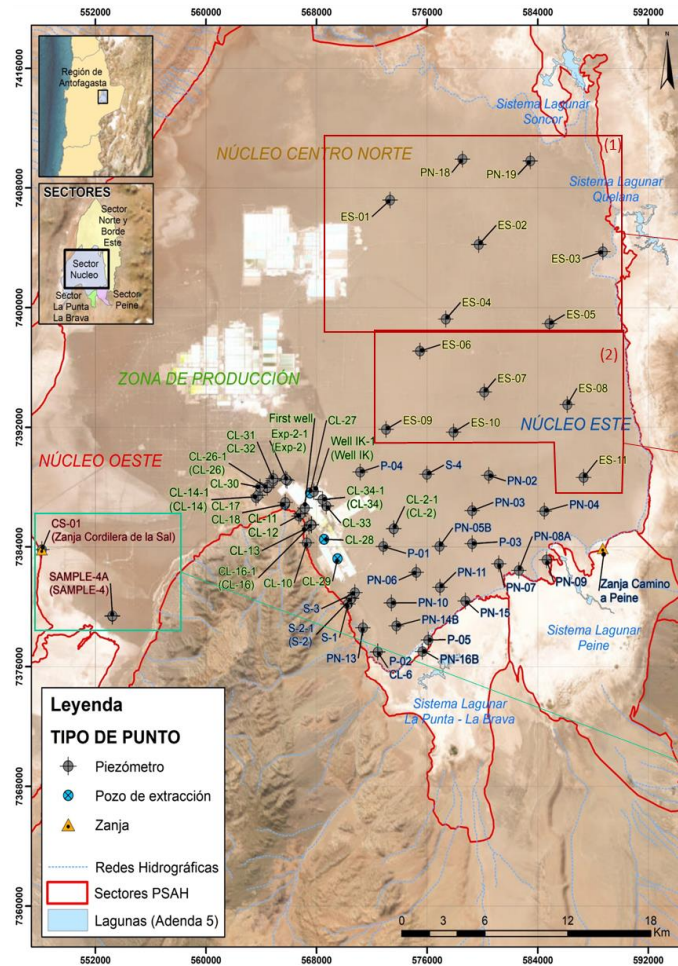 552000 560000 568000 576000 584000 592000
7416000
7408000
7400000
7392000
7384000
7376000
7368000
7360000
N
Región de
Antofagasta
SECTORES
Sector
Norte y
Borde
Este
Sector
Nucleo
Sector
La Punta
La Brava
Sector
Peine
Sistema Lagunar
Soncor
NÚCLEO CENTRO NORTE
(1)
PN-18
PN-19
Sistema Lagunar
Quelana
ES-01
ES-02
ES-03
ES-04
ES-05
(2)
ES-06
ZONA DE PRODUCCIÓN
ES-07
ES-08
NÚCLEO ESTE
ES-09
ES-10
ES-11
First well
CL-27
CL-31
Exp-2-1
(Exp-2)
Well IK-1
(Well IK)
CL-32
CL-26-1
(CL-26)
CL-30
CL-14-1
(CL-14)
CL-17
CL-18
CL-11
CL-12
CL-13
CL-16-1
(CL-16)
CL-10
CL-29
CL-34-1
(CL-34)
CL-33
CL-28
P-04
S-4
PN-02
CL-2-1
(CL-2)
PN-03
PN-04
PN-05B
P-01
P-03
PN-08A
PN-06
PN-11
PN-07
PN-09
Zanja Camino
a Peine
S-3
S-2-1
(S-2)
S-1
PN-10
PN-15
PN-14B
PN-13
P-05
P-02
CL-6
PN-16B
Sistema Lagunar
Peine
Sistema Lagunar
La Punta - La Brava
NÚCLEO OESTE
CS-01
(Zanja Cordilera de la Sal)
SAMPLE-4A
(SAMPLE-4)
Leyenda
TIPO DE PUNTO
Piezómetro
Pozo de extracción
Zanja
Redes Hidrográficas
Sectores PSAH
Lagunas (Adenda 5)
0 3 6 12 18
Km
552000 560000 568000 576000 584000 592000